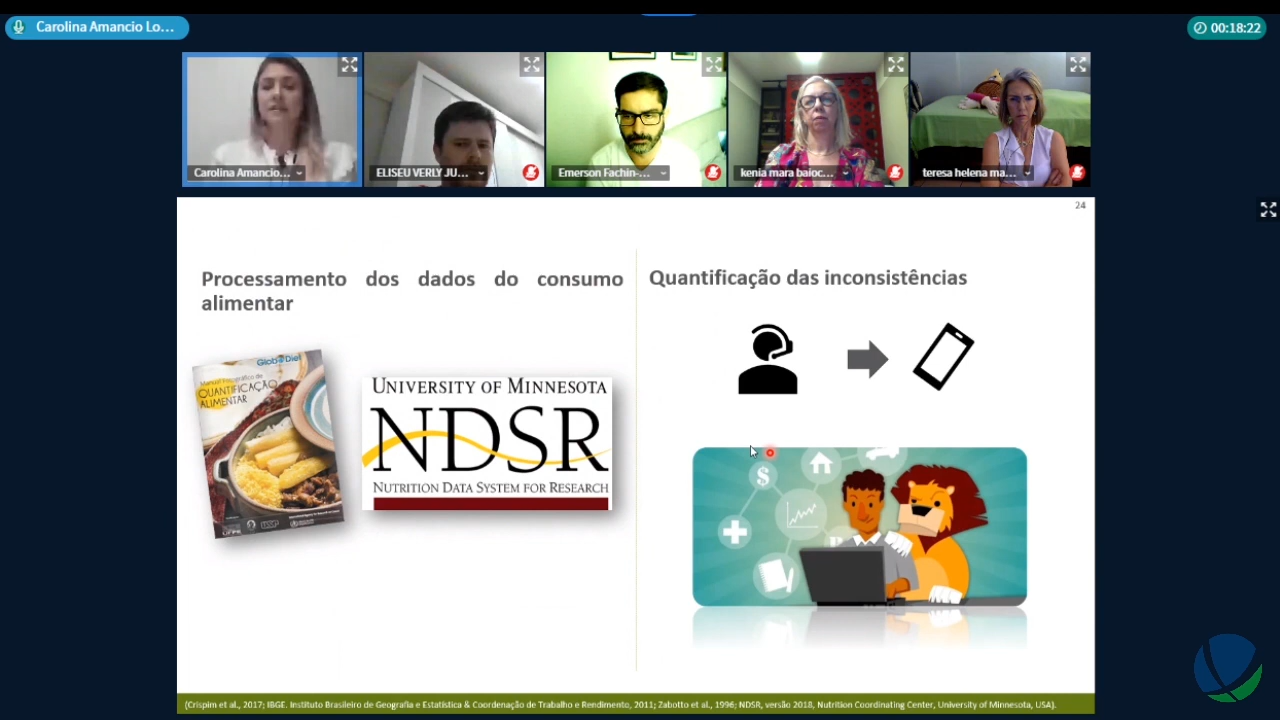 Carolina Amancio Lo...
00:18:22
Carolina Amancio...
ELISEU VERLY JU...
Emerson Fachin-...
kenia mara baioc...
teresa helena ma...
24
Processamento dos dados do consumo
alimentar
Quantificação das inconsistências
GloboDiet
Manual Fotográfico de
QUANTIFICAÇÃO
ALIMENTAR
UNIVERSITY OF MINNESOTA
NDSR
NUTRITION DATA SYSTEM FOR RESEARCH
$
(Crispim et al., 2017; IBGE. Instituto Brasileiro de Geografia e Estatística & Coordenação de Trabalho e Rendimento, 2011; Zabotto et al., 1996; NDSR, versão 2018, Nutrition Coordinating Center, University of Minnesota, USA).